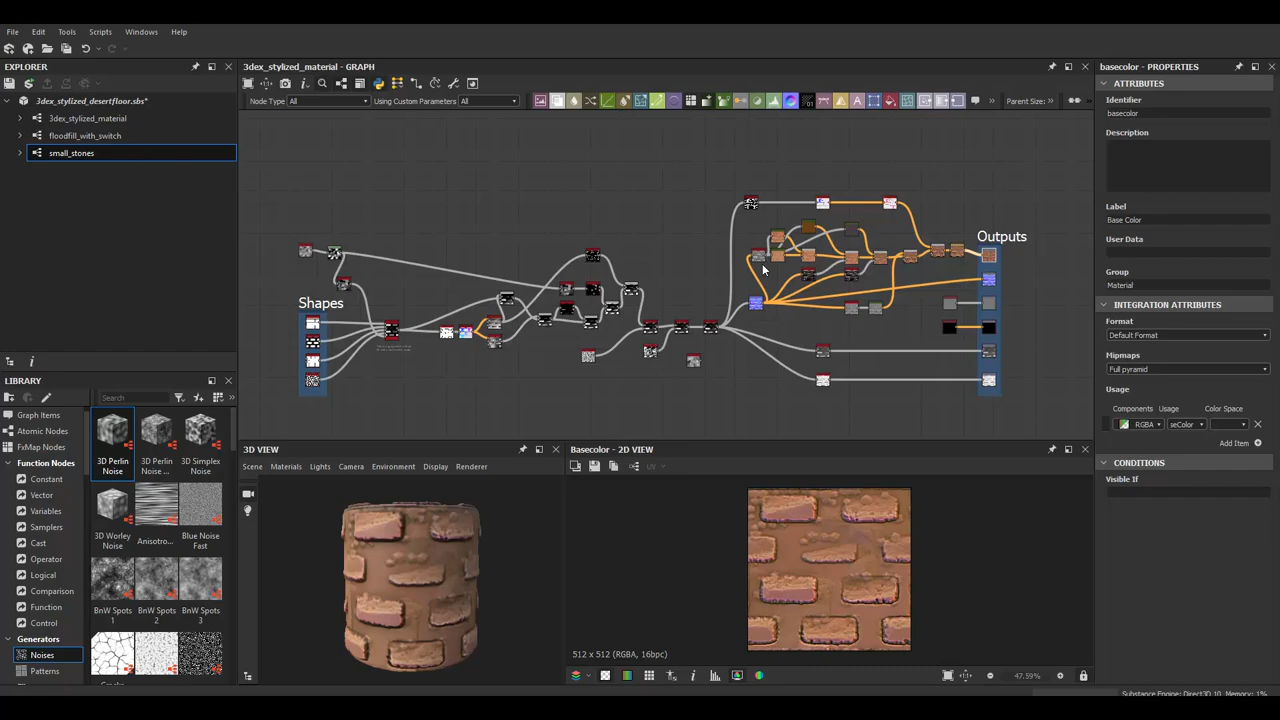 File Edit Tools Scripts Windows Help
EXPLORER
3dex_stylized_desertfloor.sbs*
3dex_stylized_material
floodfill_with_switch
small_stones
3dex_stylized_material - GRAPH
Node Type All Using Custom Parameters All Parent Size:
Shapes
Outputs
LIBRARY
Search
Graph Items
Atomic Nodes
FxMap Nodes
Function Nodes
Constant
Vector
Variables
Samplers
Cast
Operator
Logical
Comparison
Function
Control
Generators
Noises
Patterns
3D Perlin Noise
3D Perlin Noise ...
3D Simplex Noise
3D Worley Noise
Anisotro...
Blue Noise Fast
BnW Spots 1
BnW Spots 2
BnW Spots 3
3D VIEW
Scene Materials Lights Camera Environment Display Renderer
Basecolor - 2D VIEW
UV
512 x 512 (RGBA, 16bpc)
47.59%
basecolor - PROPERTIES
ATTRIBUTES
Identifier
basecolor
Description
Label
Base Color
User Data
Group
Material
INTEGRATION ATTRIBUTES
Format
Default Format
Mipmaps
Full pyramid
Usage
Components Usage Color Space
RGBA seColor
Add Item
CONDITIONS
Visible If
Substance Engine: Direct3D 10 Memory: 1%